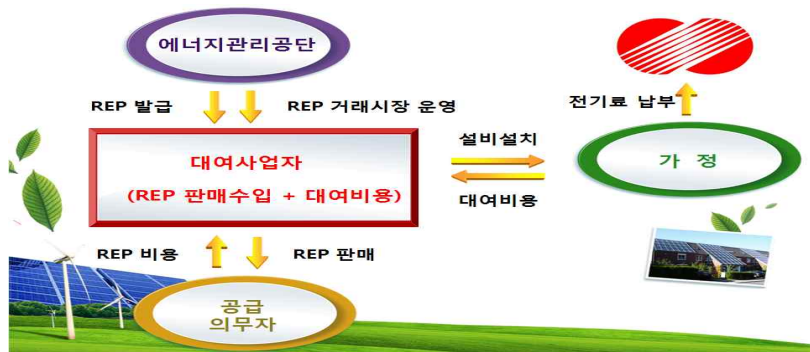 에너지관리공단
REP 발급
REP 거래시장 운영
전기료 납부
대여사업자
(REP 판매수입 + 대여비용)
설비설치
대여비용
가 정
REP 비용
REP 판매
공급
의무자